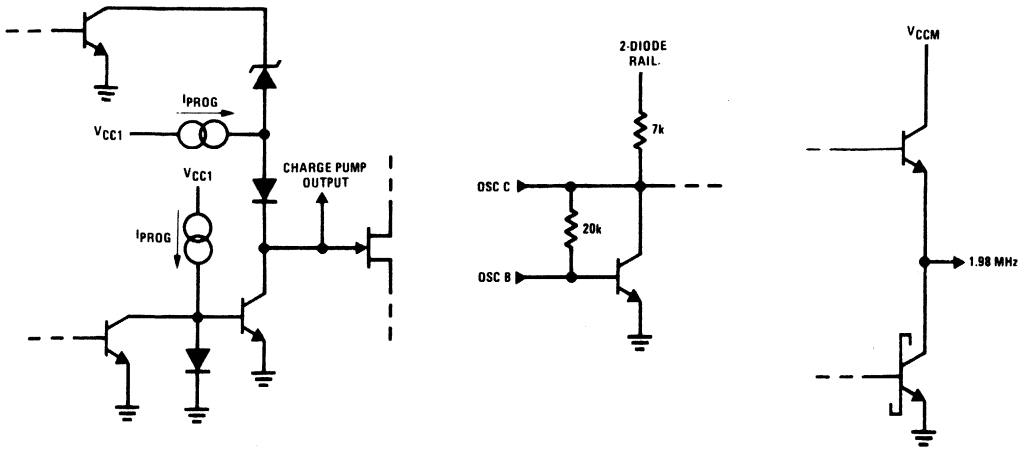 IPROG
VCC1
VCC1
IPROG
CHARGE PUMP
OUTPUT
2-DIODE
RAIL.
7k
OSC C
20k
OSC B
VCCM
1.98 MHz